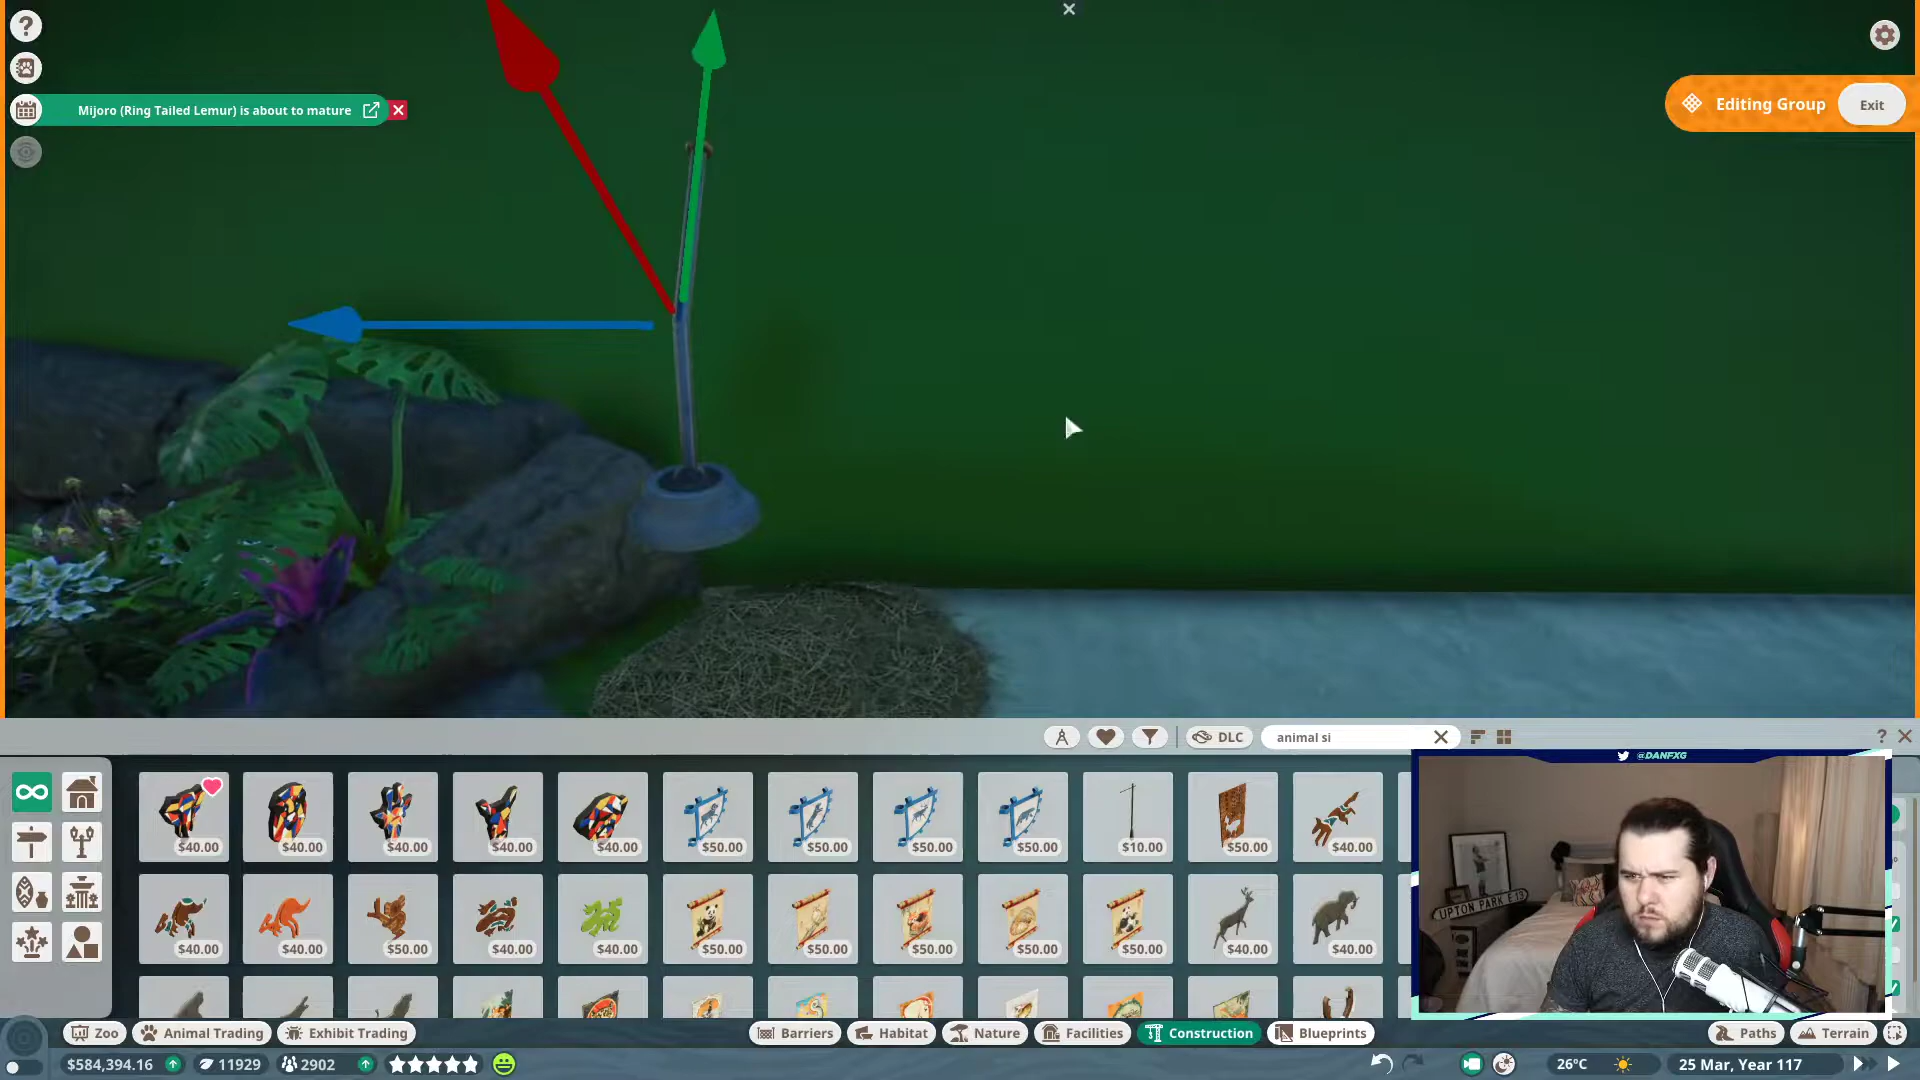 ?
Mijoro (Ring Tailed Lemur) is about to mature
Editing Group
Exit
DLC
animal si
?
@DANFXG
$40.00 $40.00 $40.00 $40.00 $40.00 $50.00 $50.00 $50.00 $50.00 $10.00 $50.00 $40.00
$40.00 $40.00 $50.00 $40.00 $40.00 $50.00 $50.00 $50.00 $50.00 $50.00 $40.00 $40.00
UPTON PARK E13
Zoo Animal Trading Exhibit Trading Barriers Habitat Nature Facilities Construction Blueprints Paths Terrain
$584,394.16 11929 2902 26°C 25 Mar, Year 117